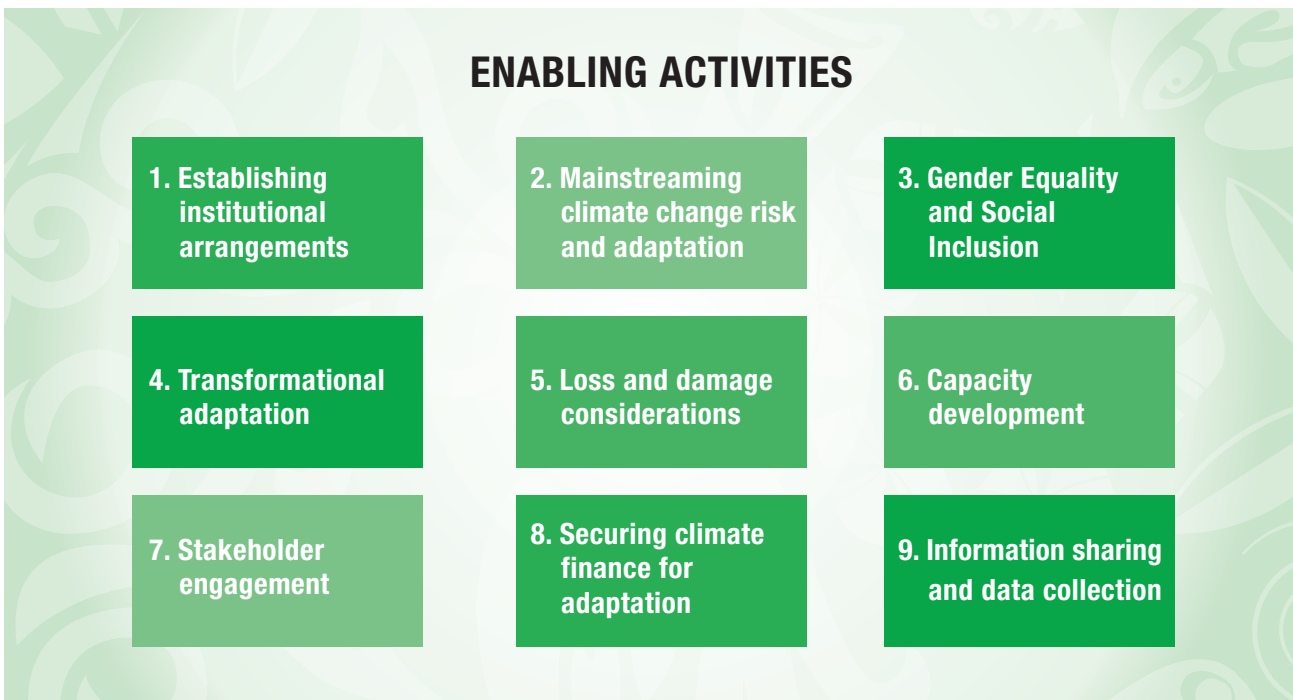 ENABLING ACTIVITIES
1. Establishing
institutional
arrangements
2. Mainstreaming
climate change risk
and adaptation
3. Gender Equality
and Social
Inclusion
4. Transformational
adaptation
5. Loss and damage
considerations
6. Capacity
development
7. Stakeholder
engagement
8. Securing climate
finance for
adaptation
9. Information sharing
and data collection